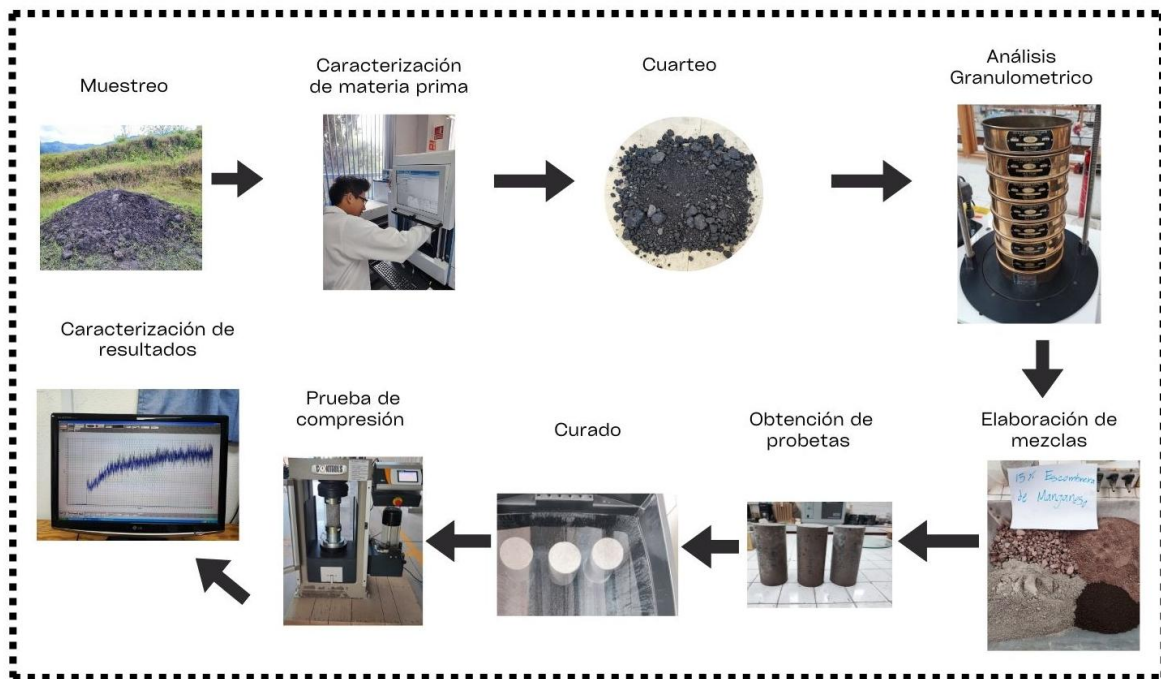 Muestreo
Caracterización
de materia prima
Cuarteo
Análisis
Granulometrico
Caracterización de
resultados
Prueba de
compresión
Curado
Obtención de
probetas
Elaboración de
mezclas
15% Escombrera
de Manganeso
CONTROLS